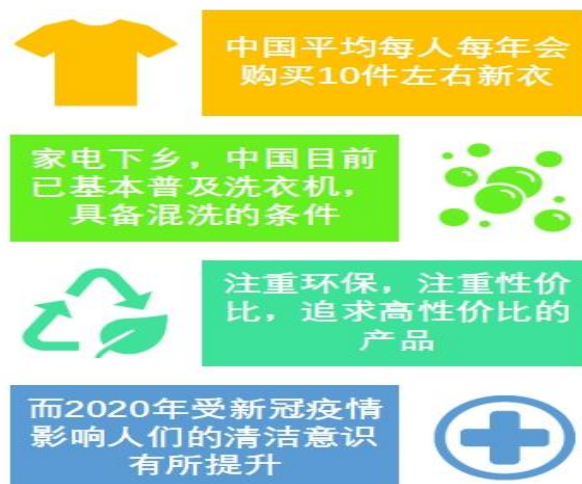 中国平均每人每年会
购买10件左右新衣
家电下乡，中国目前
已基本普及洗衣机，
具备混洗的条件
注重环保，注重性价
比，追求高性价比的
产品
而2020年受新冠疫情
影响人们的清洁意识
有所提升